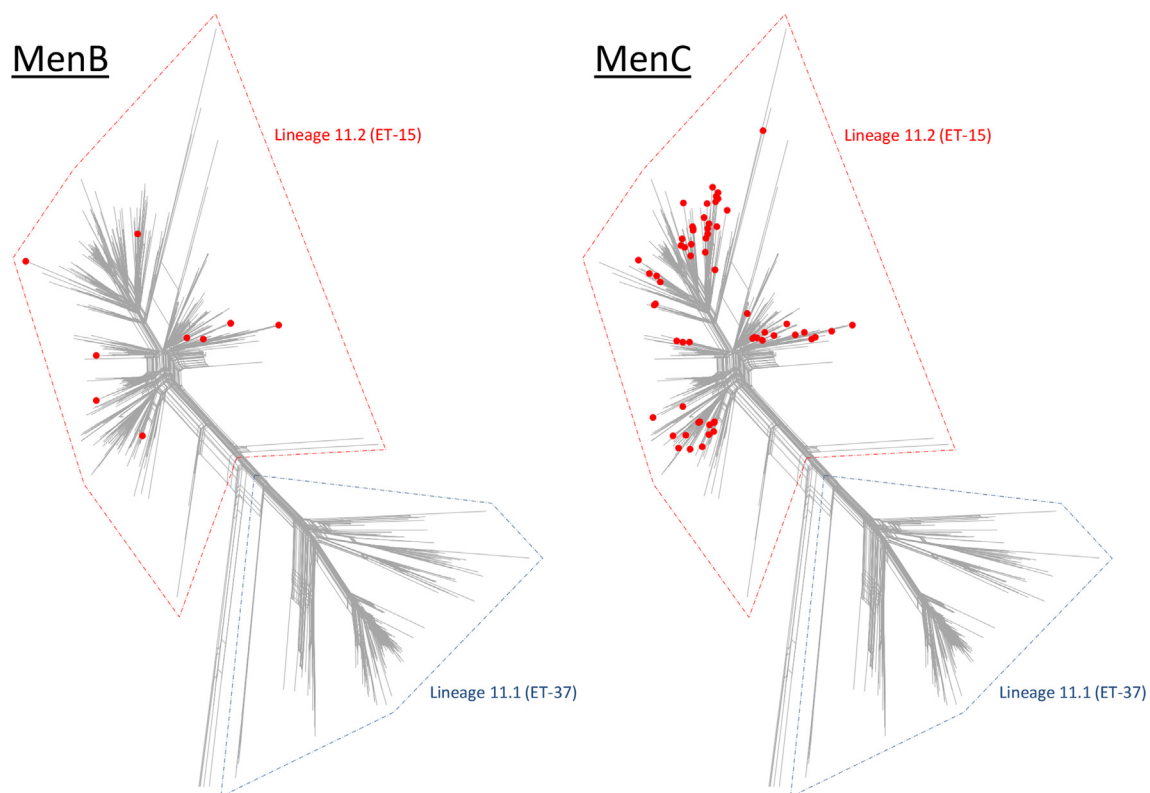 MenB
Lineage 11.2 (ET-15)
Lineage 11.1 (ET-37)
MenC
Lineage 11.2 (ET-15)
Lineage 11.1 (ET-37)